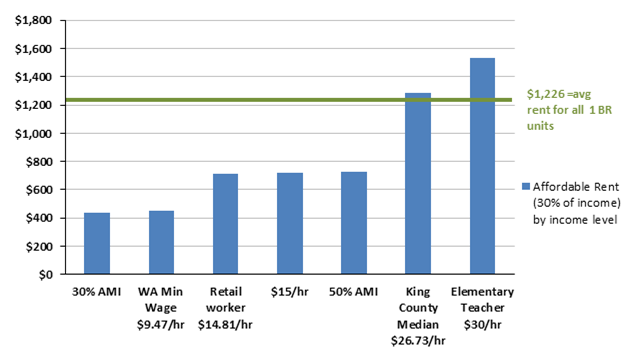 $1,800
$1,600
$1,400
$1,200
$1,000
$800
$600
$400
$200
$0
30% AMI
WA Min
Wage
$9.47/hr
Retail
worker
$14.81/hr
$15/hr
50% AMI
King
County
Median
$26.73/hr
Elementary
Teacher
$30/hr
$1,226 =avg
rent for all 1 BR
units
Affordable Rent
(30% of income)
by income level